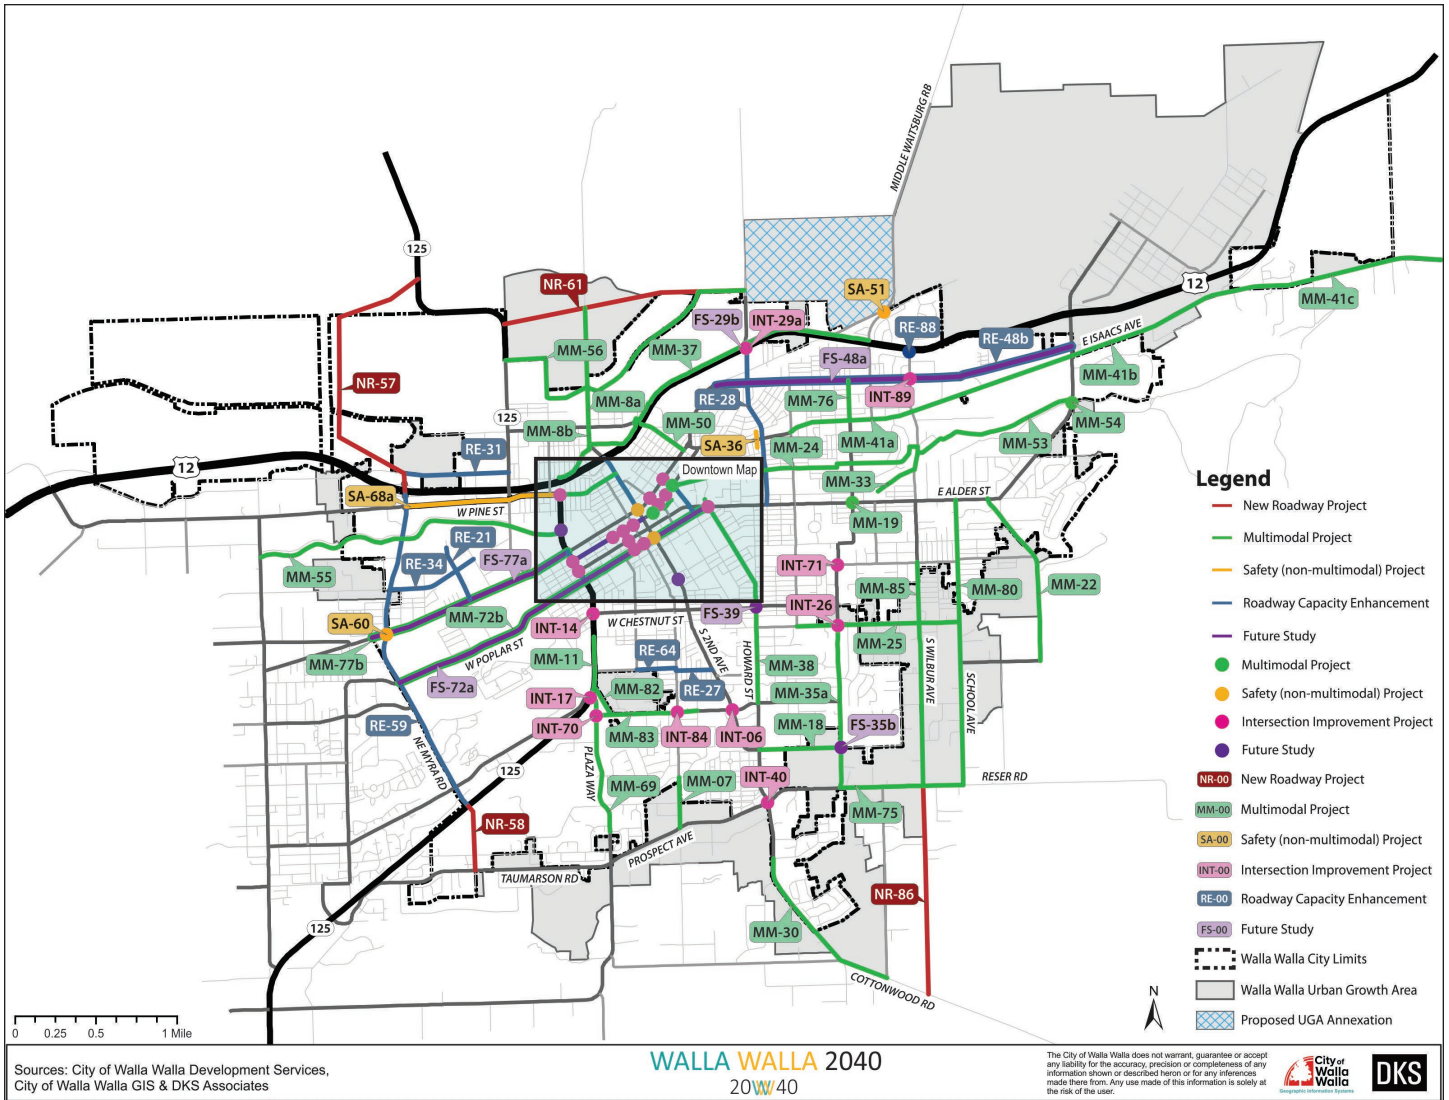 MIDDLE WAITSBURG RB
125
12
NR-61
SA-51
FS-29b
INT-29a
MM-41c
RE-88
RE-48b
E ISAACS AVE
MM-56
MM-37
FS-48a
MM-41b
NR-57
RE-28
MM-76
INT-89
MM-8a
125
MM-50
MM-54
MM-8b
SA-36
MM-24
MM-41a
MM-53
RE-31
12
Downtown Map
MM-33
SA-68a
E ALDER ST
W PINE ST
MM-19
RE-21
FS-77a
RE-34
INT-71
MM-55
MM-85
MM-80
MM-22
MM-72b
FS-39
INT-26
SA-60
INT-14
W CHESTNUT ST
MM-25
W POPLAR ST
S 2ND AVE
RE-64
S WILBUR AVE
MM-77b
MM-11
HOWARD ST
MM-38
FS-72a
RE-27
MM-82
MM-35a
SCHOOL AVE
INT-17
RE-59
INT-70
MM-83
INT-84
INT-06
MM-18
FS-35b
NE MYRA RD
125
PLAZA WAY
MM-07
INT-40
RESER RD
MM-69
NR-58
MM-75
PROSPECT AVE
TAUMARSON RD
NR-86
125
MM-30
COTTONWOOD RD
Legend
New Roadway Project
Multimodal Project
Safety (non-multimodal) Project
Roadway Capacity Enhancement
Future Study
Multimodal Project
Safety (non-multimodal) Project
Intersection Improvement Project
Future Study
NR-00 New Roadway Project
MM-00 Multimodal Project
SA-00 Safety (non-multimodal) Project
INT-00 Intersection Improvement Project
RE-00 Roadway Capacity Enhancement
FS-00 Future Study
Walla Walla City Limits
Walla Walla Urban Growth Area
Proposed UGA Annexation
N
0 0.25 0.5 1 Mile
Sources: City of Walla Walla Development Services,
City of Walla Walla GIS & DKS Associates
WALLA WALLA 2040
20WW40
The City of Walla Walla does not warrant, guarantee or accept
any liability for the accuracy, precision or completeness of any
information shown or described heron or for any inferences
made there from. Any use made of this information is solely at
the risk of the user.
City of
Walla
Walla
Geographic Information Systems
DKS